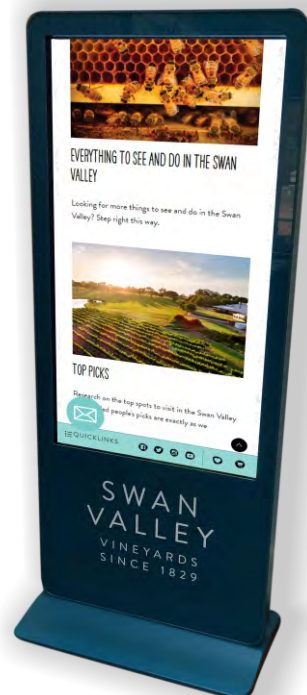 EVERYTHING TO SEE AND DO IN THE SWAN
VALLEY
Looking for more things to see and do in the Swan
Valley? Step right this way.
TOP PICKS
Research on the top spots to visit in the Swan Valley
people's picks are exactly as we
QUICKLINKS
SWAN
VALLEY
VINEYARDS
SINCE 1829